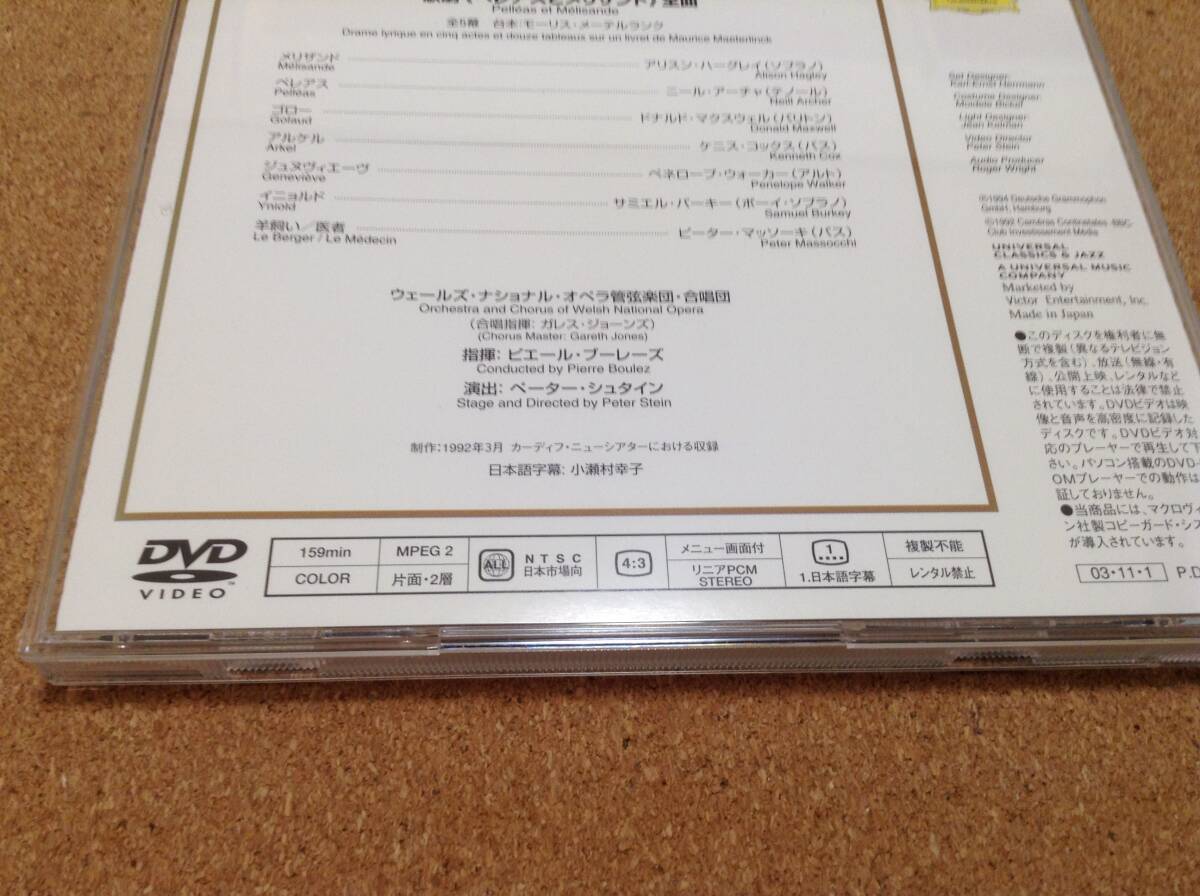 Pelléas et Mélisande
全5幕 台本:モーリス・メーテルランク
Drame lyrique en cinq actes et douze tableaux sur un livret de Maurice Maeterlinck
メリザンド アリスン・ハーグレイ(ソプラノ)
Mélisande Alison Hagley
ペレアス ニール・アーチャ(テノール)
Pelléas Neill Archer
ゴロー ドナルド・マクスウェル(バリトン)
Golaud Donald Maxwell
アルケル ケニス・コックス(バス)
Arkel Kenneth Cox
ジュヌヴィエーヴ ペネロープ・ウォーカー(アルト)
Geneviève Penelope Walker
イニョルド サミエル・バーキー(ボーイ・ソプラノ)
Yniold Samuel Burkey
羊飼い/医者 ピーター・マッソーキ(バス)
Le Berger / Le Médecin Peter Massocchi
ウェールズ・ナショナル・オペラ管弦楽団・合唱団
Orchestra and Chorus of Welsh National Opera
(合唱指揮: ガレス・ジョーンズ)
(Chorus Master: Gareth Jones)
指揮: ピエール・ブーレーズ
Conducted by Pierre Boulez
演出: ペーター・シュタイン
Stage and Directed by Peter Stein
制作:1992年3月 カーディフ・ニューシアターにおける収録
日本語字幕: 小瀬村幸子
Set Designer
Karl-Ernst Herrmann
Costume Designer
Moidele Bickel
Light Designer
Jean Kalman
Video Director
Peter Stein
Audio Producer
Roger Wright
Ⓟ1994 Deutsche Grammophon
GmbH, Hamburg
Club Investissement Média
UNIVERSAL
CLASSICS & JAZZ
A UNIVERSAL MUSIC
COMPANY
Marketed by
Victor Entertainment, Inc.
Made in Japan
●このディスクを権利者に無
断で複製(異なるテレビジョン
方式を含む)、放送(無線・有
線)、公開上映、レンタルなど
に使用することは法律で禁止
されています。DVDビデオは映
像と音声を高密度に記録した
ディスクです。DVDビデオ対
応のプレーヤーで再生して下
さい。パソコン搭載のDVD-
OMプレーヤーでの動作は
証しておりません。
●当商品には、マクロヴィ
ン社製コピーガード・シス
が導入されています。
03・11・1 P.D
DVD
VIDEO
159min
COLOR
MPEG 2
片面・2層
ALL
NTSC
日本市場向
4:3
メニュー画面付
リニアPCM
STEREO
1
1.日本語字幕
複製不能
レンタル禁止